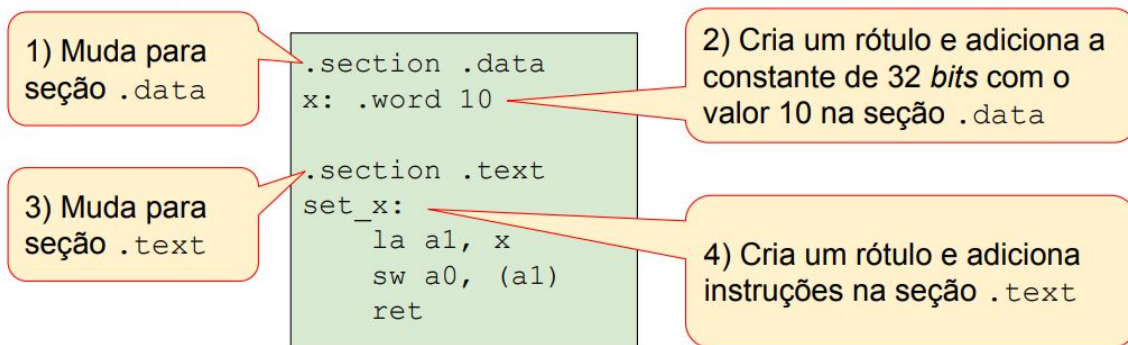 1) Muda para
seção .data
.section .data
x: .word 10
2) Cria um rótulo e adiciona a
constante de 32 bits com o
valor 10 na seção .data
3) Muda para
seção .text
.section .text
set_x:
la a1, x
sw a0, (a1)
ret
4) Cria um rótulo e adiciona
instruções na seção .text